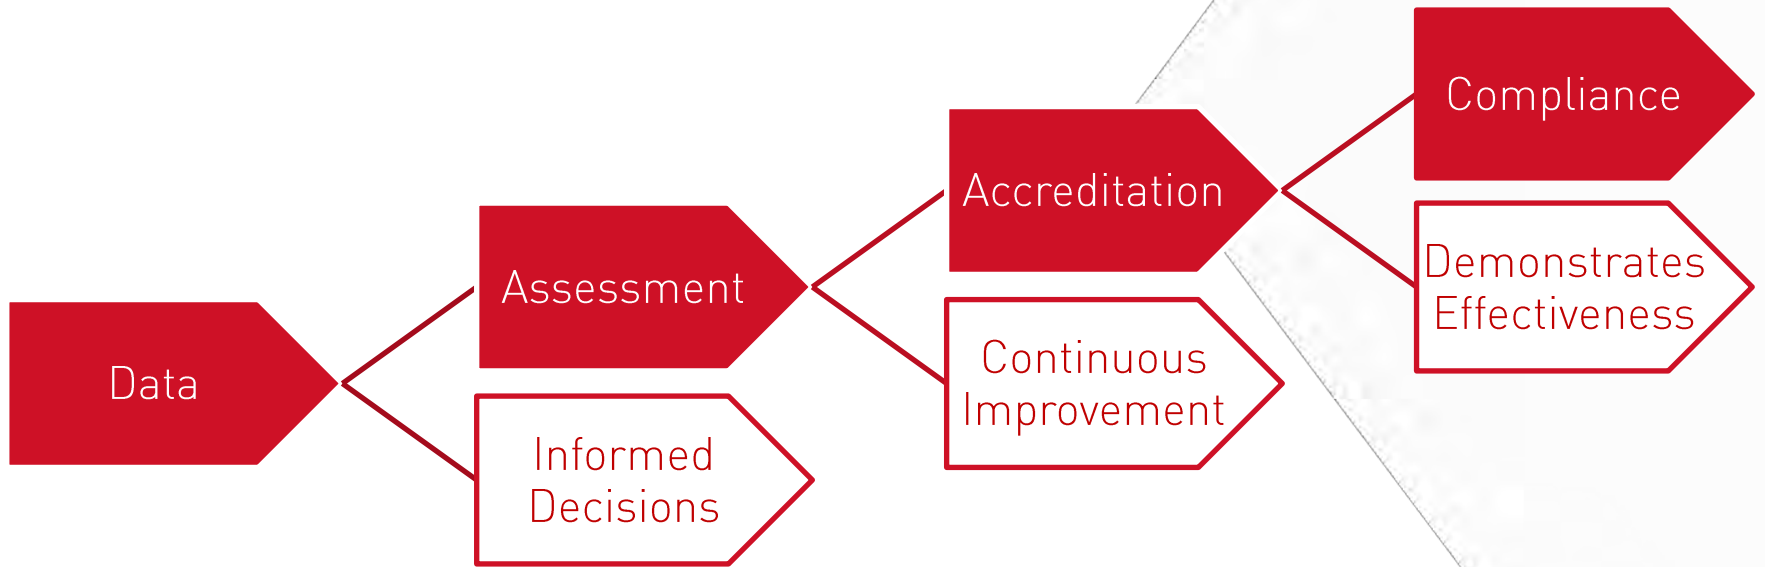 Data
Assessment
Informed
Decisions
Accreditation
Continuous
Improvement
Compliance
Demonstrates
Effectiveness